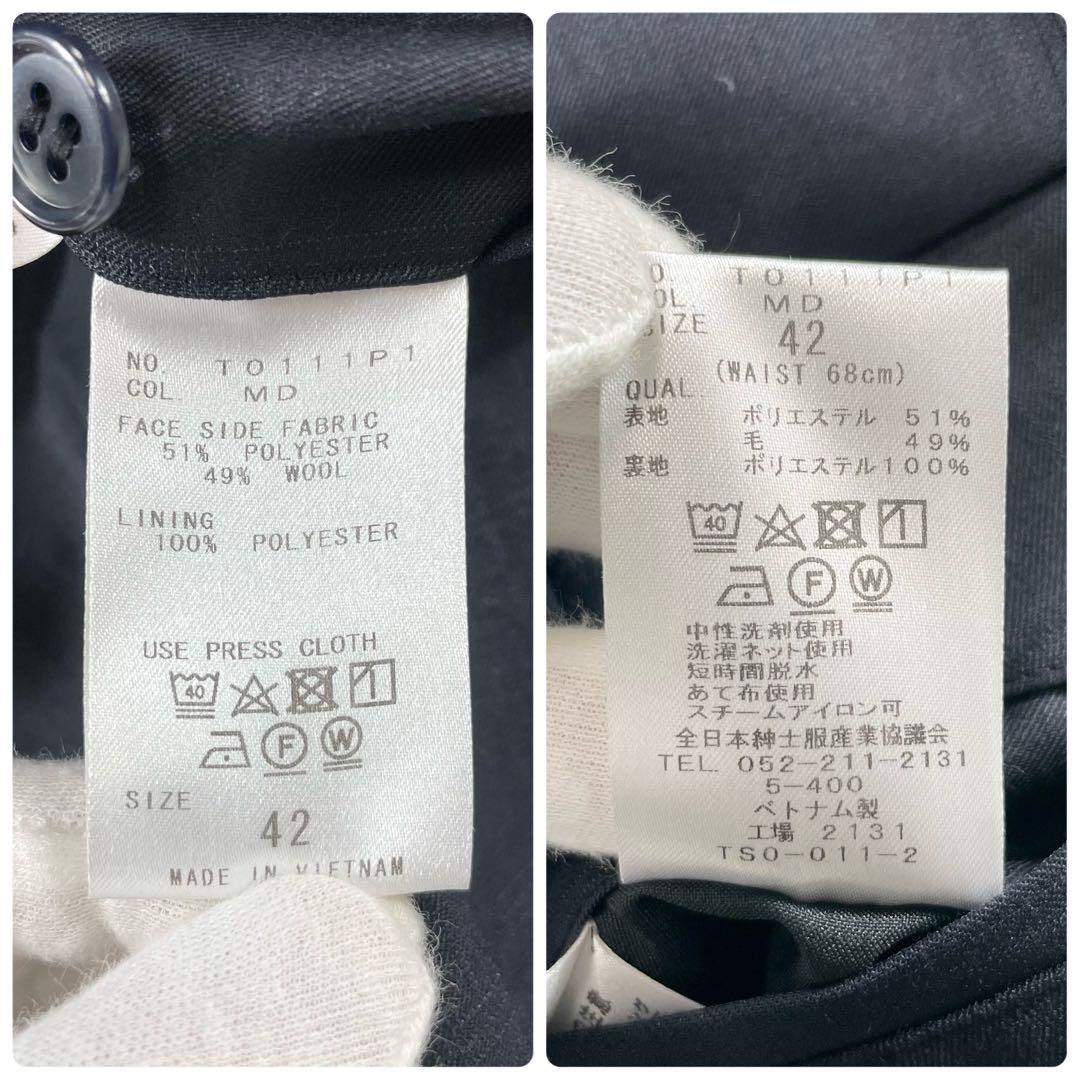 NO. TO111P1
COL. MD
FACE SIDE FABRIC
51% POLYESTER
49% WOOL
LINING
100% POLYESTER
USE PRESS CLOTH
40
F W
SIZE
42
MADE IN VIETNAM
NO. TO111P1
COL. MD
SIZE 42
(WAIST 68cm)
QUAL.
表地 ポリエステル 51%
毛 49%
裏地 ポリエステル100%
40
F W
中性洗剤使用
洗濯ネット使用
短時間脱水
あて布使用
スチームアイロン可
全日本紳士服産業協議会
TEL. 052-211-2131
5-400
ベトナム製
工場 2131
TSO-011-2